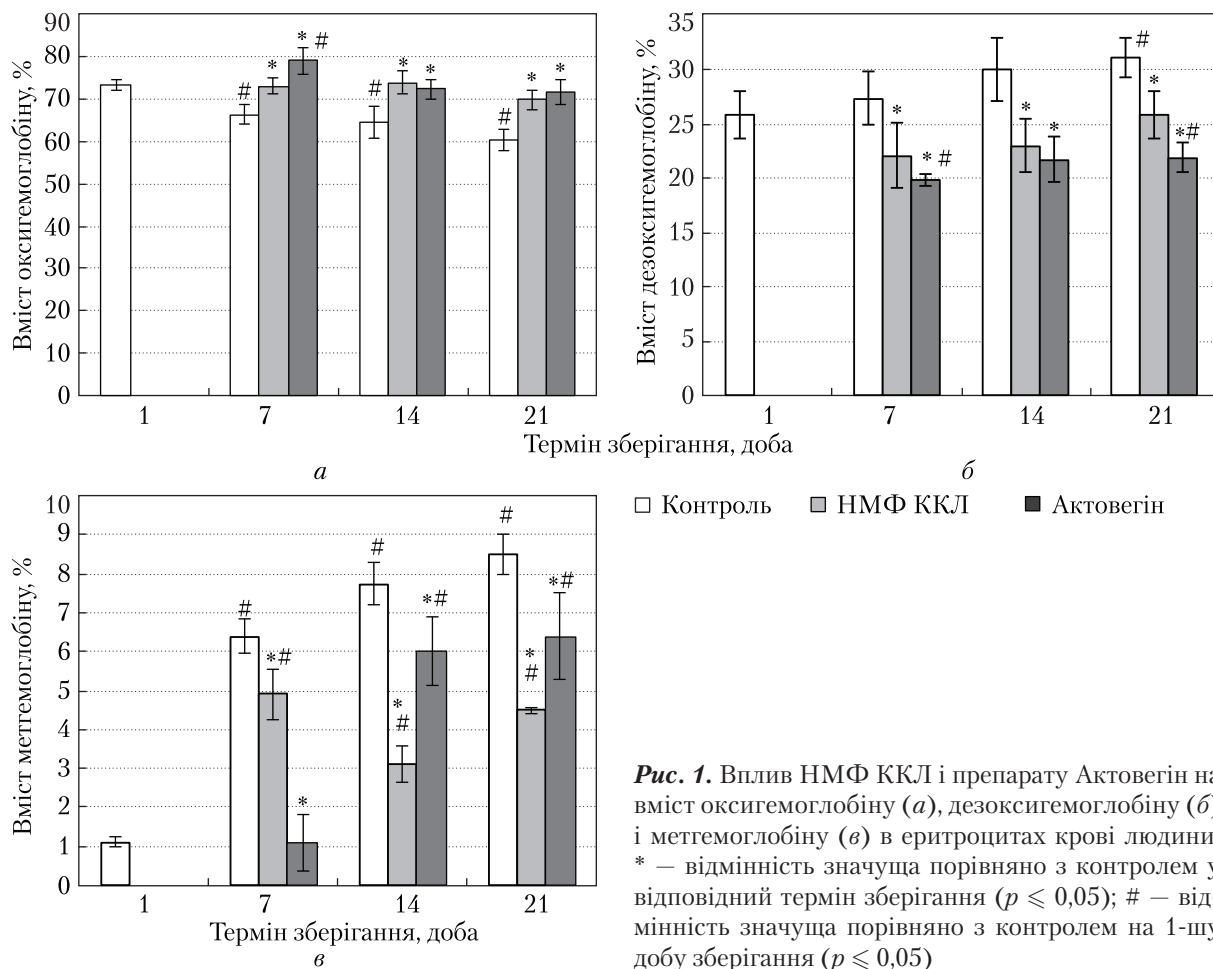 Вміст оксигемоглобіну, %
90
80
70
60
50
40
30
20
10
0
* #
*
#
#
* *
#
* *
1 7 14 21
а
Вміст дезоксигемоглобіну, %
35
30
25
20
15
10
5
0
*
* #
*
*
#
*
*#
1 7 14 21
б
Термін зберігання, доба
Вміст метгемоглобіну, %
10
9
8
7
6
5
4
3
2
1
0
#
*#
*
#
*
#
*#
#
*
#
*#
1 7 14 21
Термін зберігання, доба
в
Контроль НМФ ККЛ Актовегін
Рис. 1. Вплив НМФ ККЛ і препарату Актовегін на
вміст оксигемоглобіну (а), дезоксигемоглобіну (б)
і метгемоглобіну (в) в еритроцитах крові людини
* — відмінність значуща порівняно з контролем у
відповідний термін зберігання (p ⩽ 0,05); # — від-
мінність значуща порівняно з контролем на 1-шу
добу зберігання (p ⩽ 0,05)